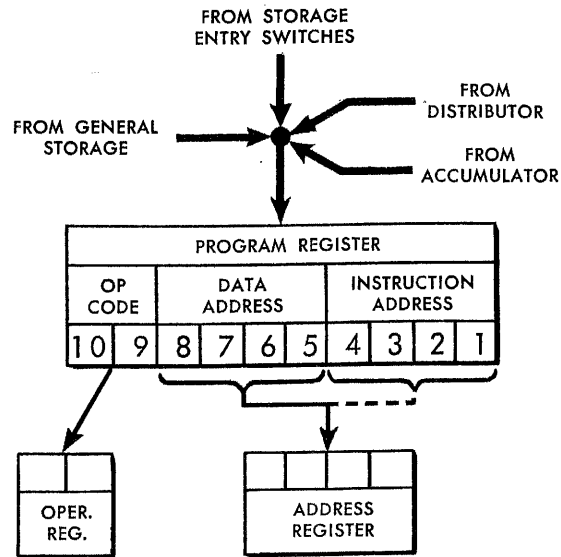 FROM STORAGE
ENTRY SWITCHES
FROM GENERAL
STORAGE
FROM
DISTRIBUTOR
FROM
ACCUMULATOR
PROGRAM REGISTER
OP
CODE
DATA
ADDRESS
INSTRUCTION
ADDRESS
10 9 8 7 6 5 4 3 2 1
OPER.
REG.
ADDRESS
REGISTER